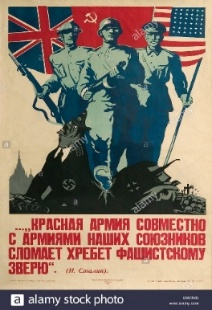 „...КРАСНАЯ АРМИЯ СОВМЕСТНО
С АРМИЯМИ НАШИХ СОЮЗНИКОВ
СЛОМАЕТ ХРЕБЕТ ФАШИСТСКОМУ
ЗВЕРЮ“. (И. Сталин).
alamy stock photo